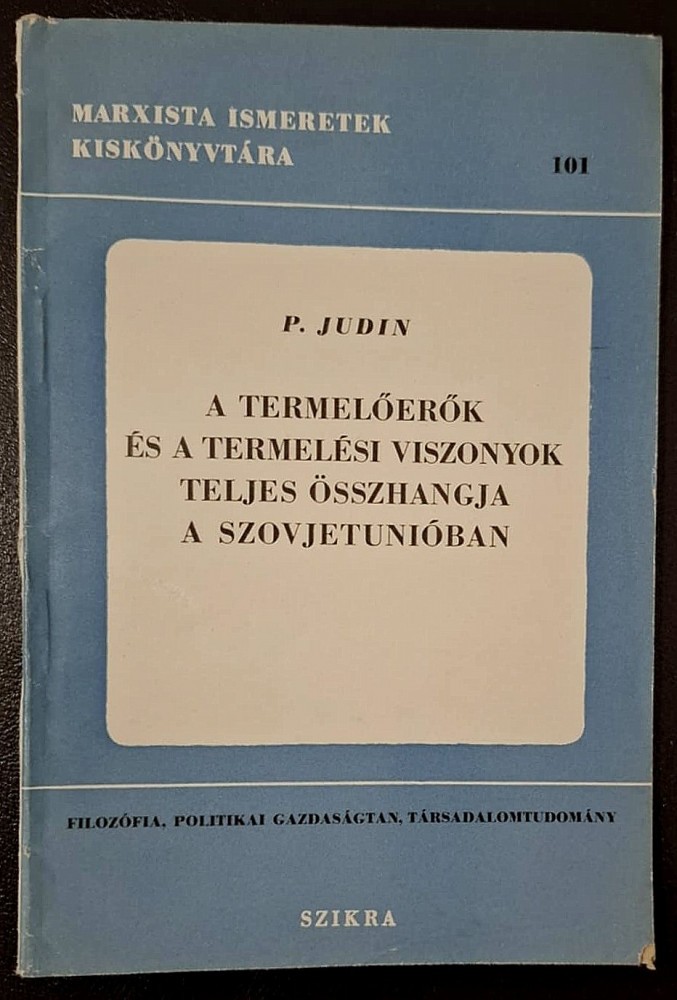 MARXISTA ISMERETEK
KISKÖNYVTÁRA
101
P. JUDIN
A TERMELŐERŐK
ÉS A TERMELÉSI VISZONYOK
TELJES ÖSSZHANGJA
A SZOVJETUNIÓBAN
FILOZÓFIA, POLITIKAI GAZDASÁGTAN, TÁRSADALOMTUDOMÁNY
SZIKRA